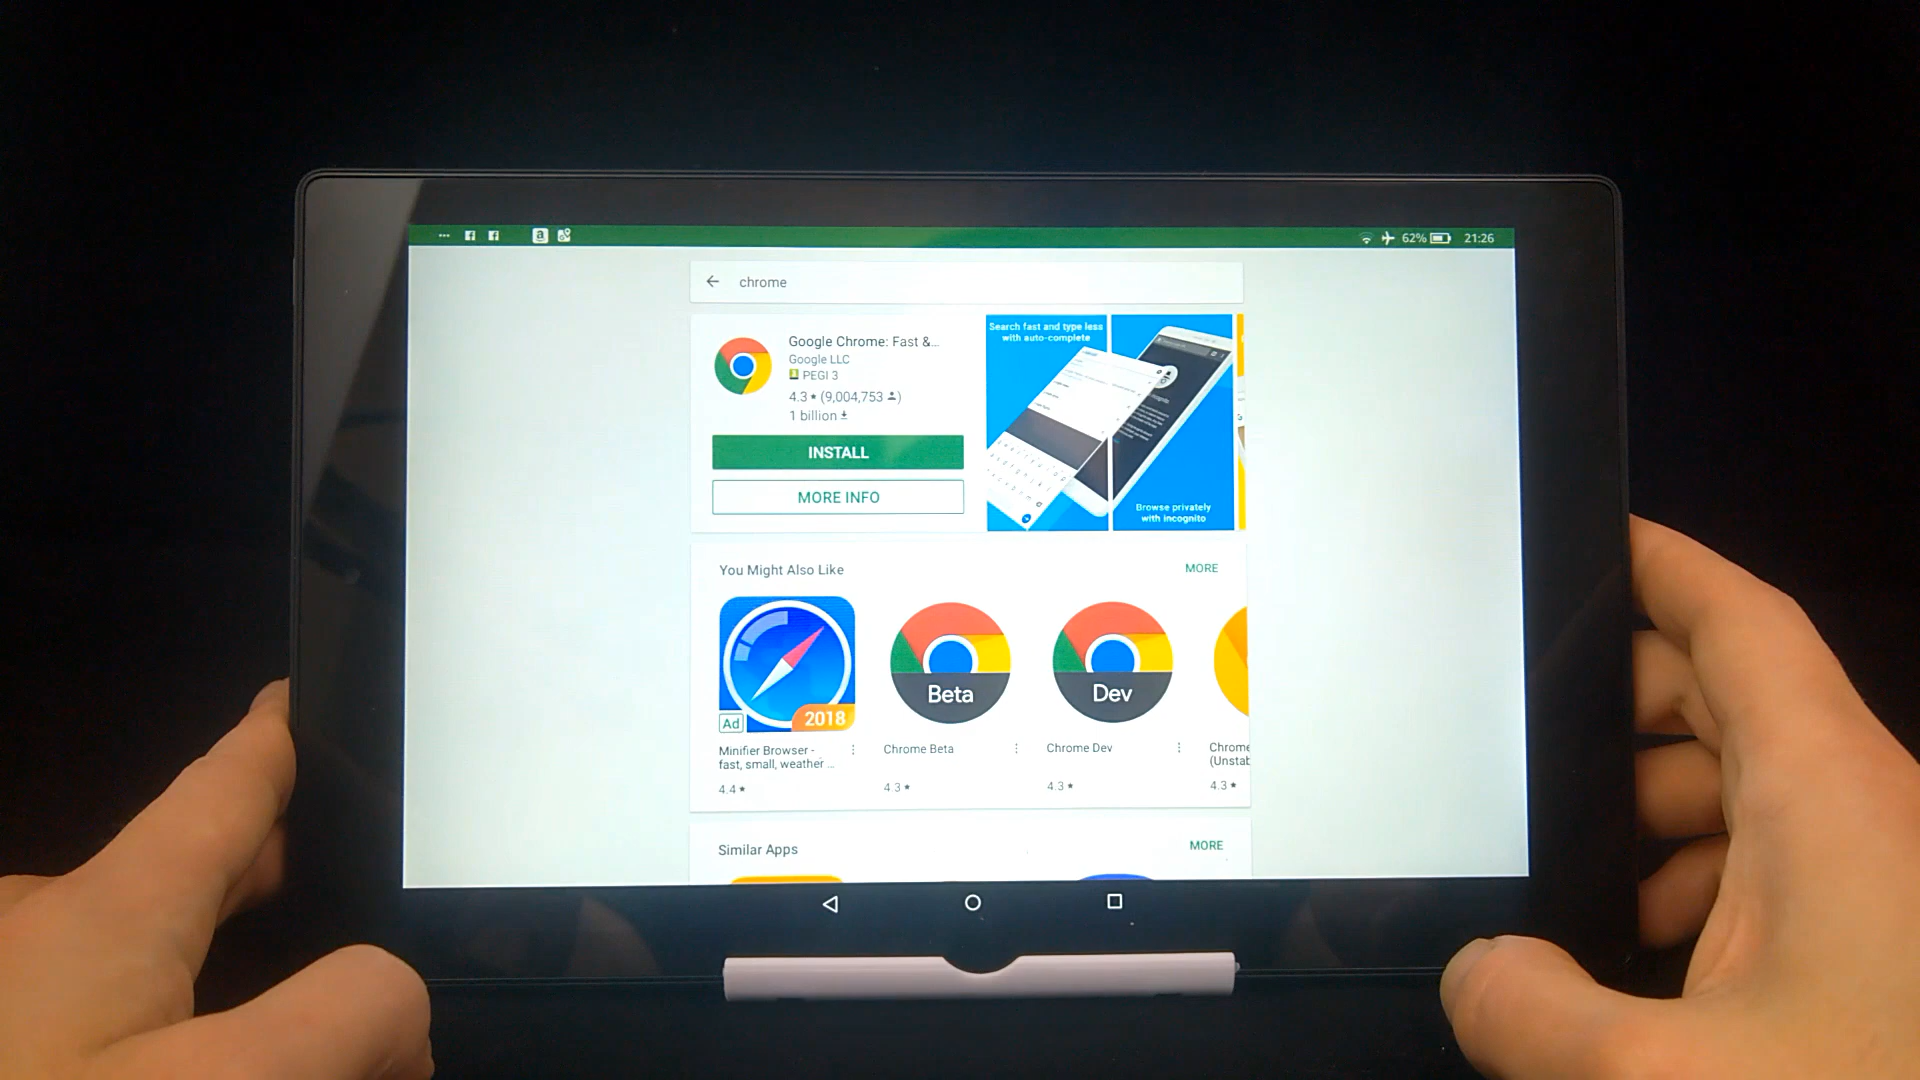 62% 21:26
chrome
Google Chrome: Fast &...
Google LLC
3 PEGI 3
4.3 (9,004,753)
1 billion
INSTALL
MORE INFO
Search fast and type less
with auto-complete
Browse privately
with incognito
You Might Also Like
MORE
Ad
2018
Beta
Dev
Minifier Browser -
fast, small, weather ...
4.4
Chrome Beta
4.3
Chrome Dev
4.3
Chrome
(Unstab
4.3
Similar Apps
MORE